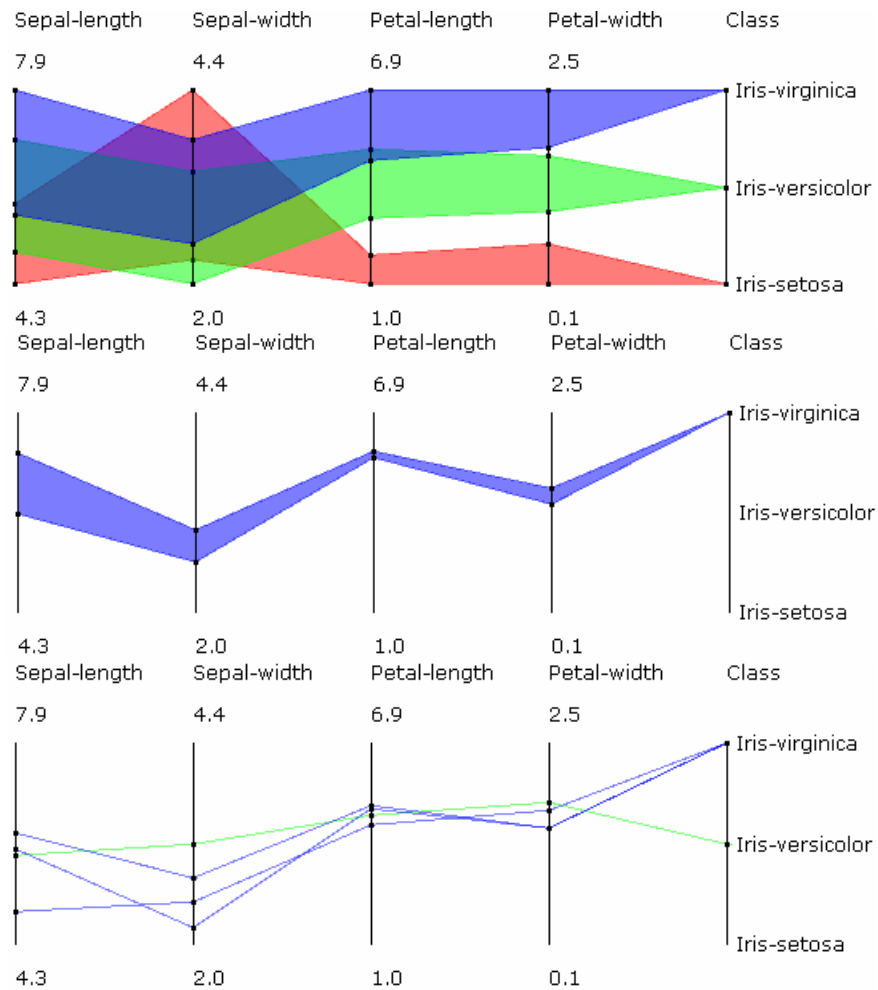 Sepal-length Sepal-width Petal-length Petal-width Class
7.9 4.4 6.9 2.5
Iris-virginica
Iris-versicolor
Iris-setosa
4.3 2.0 1.0 0.1
Sepal-length Sepal-width Petal-length Petal-width Class
7.9 4.4 6.9 2.5
Iris-virginica
Iris-versicolor
Iris-setosa
4.3 2.0 1.0 0.1
Sepal-length Sepal-width Petal-length Petal-width Class
7.9 4.4 6.9 2.5
Iris-virginica
Iris-versicolor
Iris-setosa
4.3 2.0 1.0 0.1